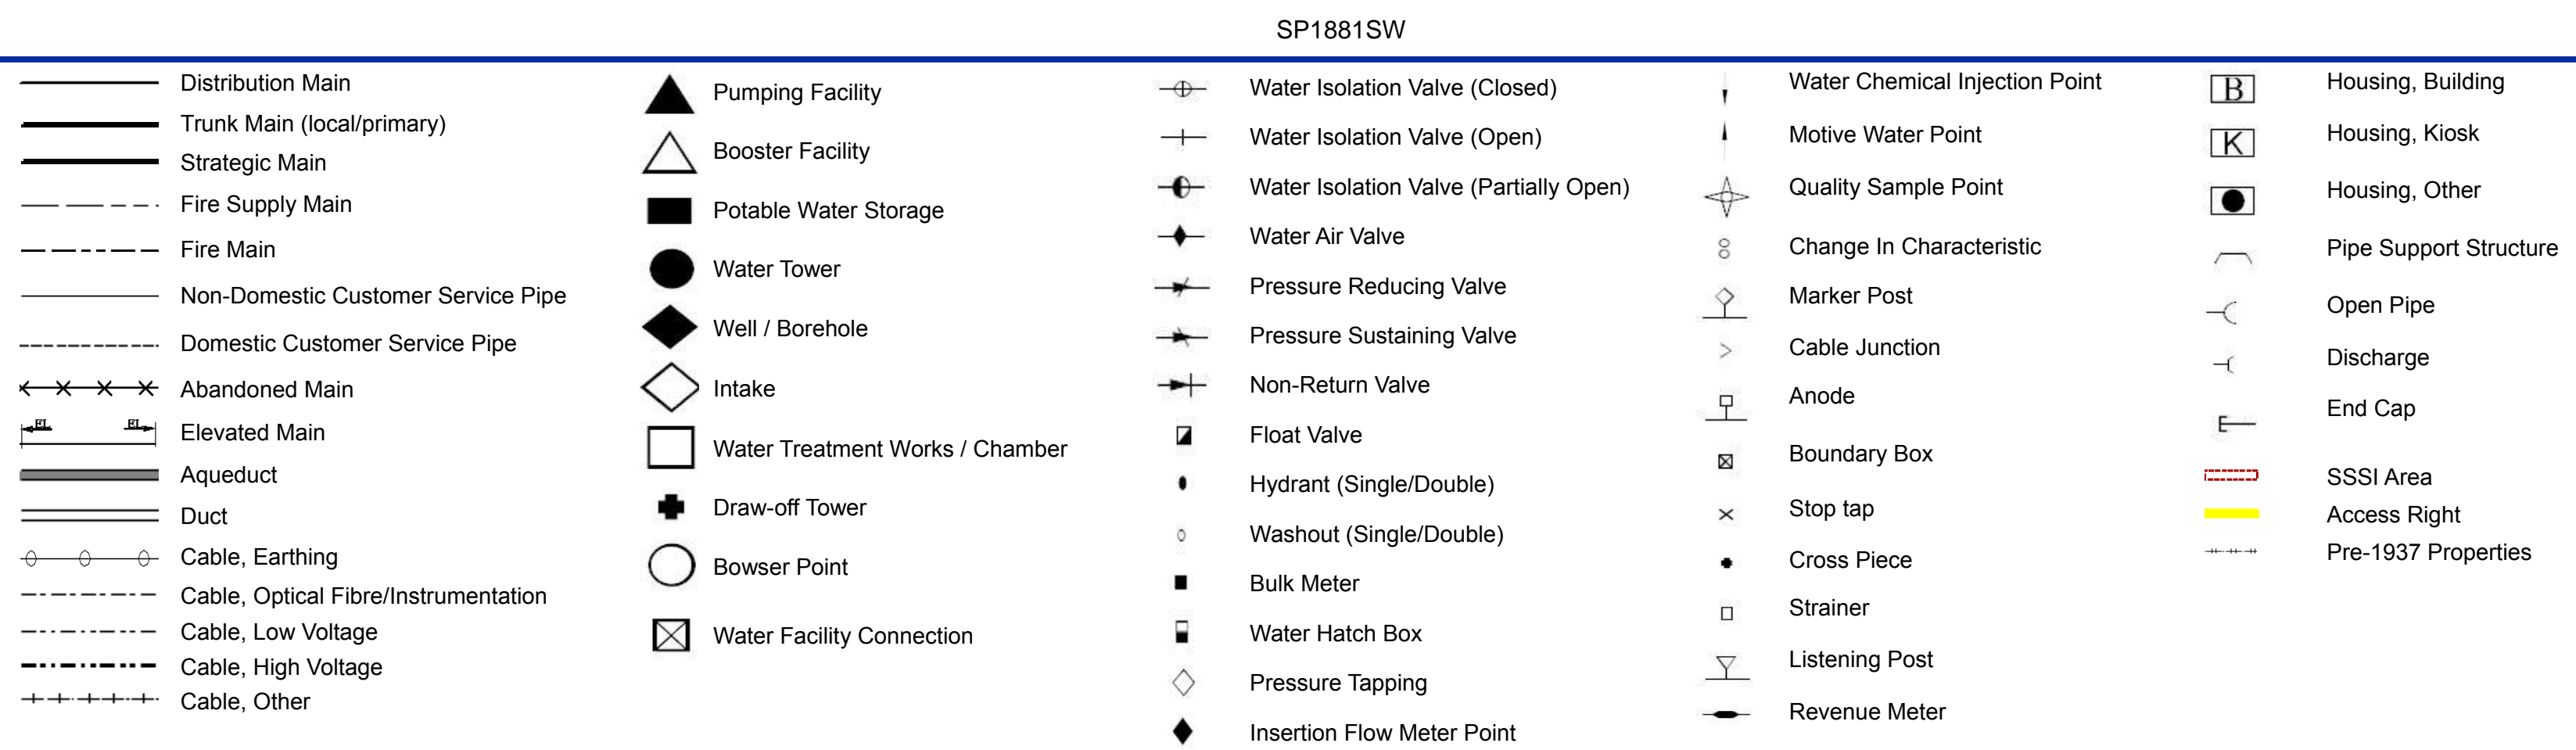 SP1881SW
Distribution Main
Trunk Main (local/primary)
Strategic Main
Fire Supply Main
Fire Main
Non-Domestic Customer Service Pipe
Domestic Customer Service Pipe
Abandoned Main
EL EL
Elevated Main
Aqueduct
Duct
Cable, Earthing
Cable, Optical Fibre/Instrumentation
Cable, Low Voltage
Cable, High Voltage
Cable, Other
Pumping Facility
Booster Facility
Potable Water Storage
Water Tower
Well / Borehole
Intake
Water Treatment Works / Chamber
Draw-off Tower
Bowser Point
Water Facility Connection
Water Isolation Valve (Closed)
Water Isolation Valve (Open)
Water Isolation Valve (Partially Open)
Water Air Valve
Pressure Reducing Valve
Pressure Sustaining Valve
Non-Return Valve
Float Valve
Hydrant (Single/Double)
Washout (Single/Double)
Bulk Meter
Water Hatch Box
Pressure Tapping
Insertion Flow Meter Point
Water Chemical Injection Point
Motive Water Point
Quality Sample Point
Change In Characteristic
Marker Post
Cable Junction
Anode
Boundary Box
Stop tap
Cross Piece
Strainer
Listening Post
Revenue Meter
B Housing, Building
K Housing, Kiosk
Housing, Other
Pipe Support Structure
Open Pipe
Discharge
End Cap
SSSI Area
Access Right
Pre-1937 Properties